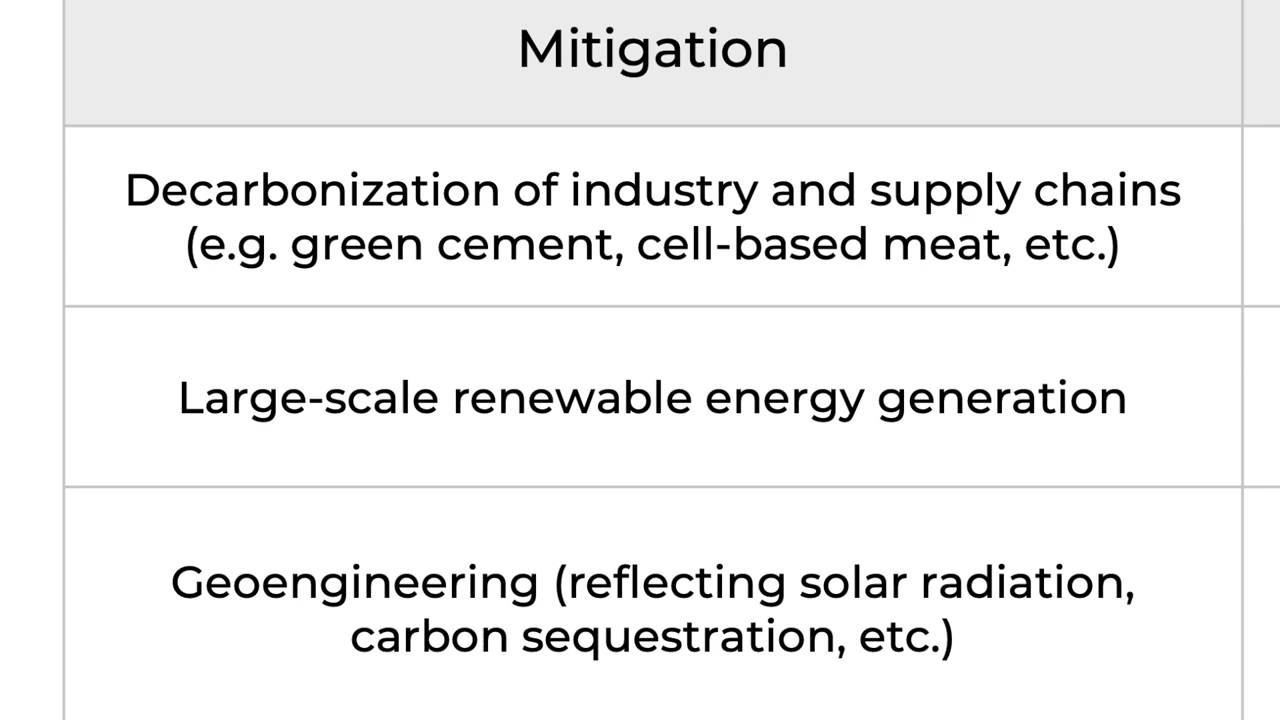 Mitigation
Decarbonization of industry and supply chains
(e.g. green cement, cell-based meat, etc.)
Large-scale renewable energy generation
Geoengineering (reflecting solar radiation,
carbon sequestration, etc.)